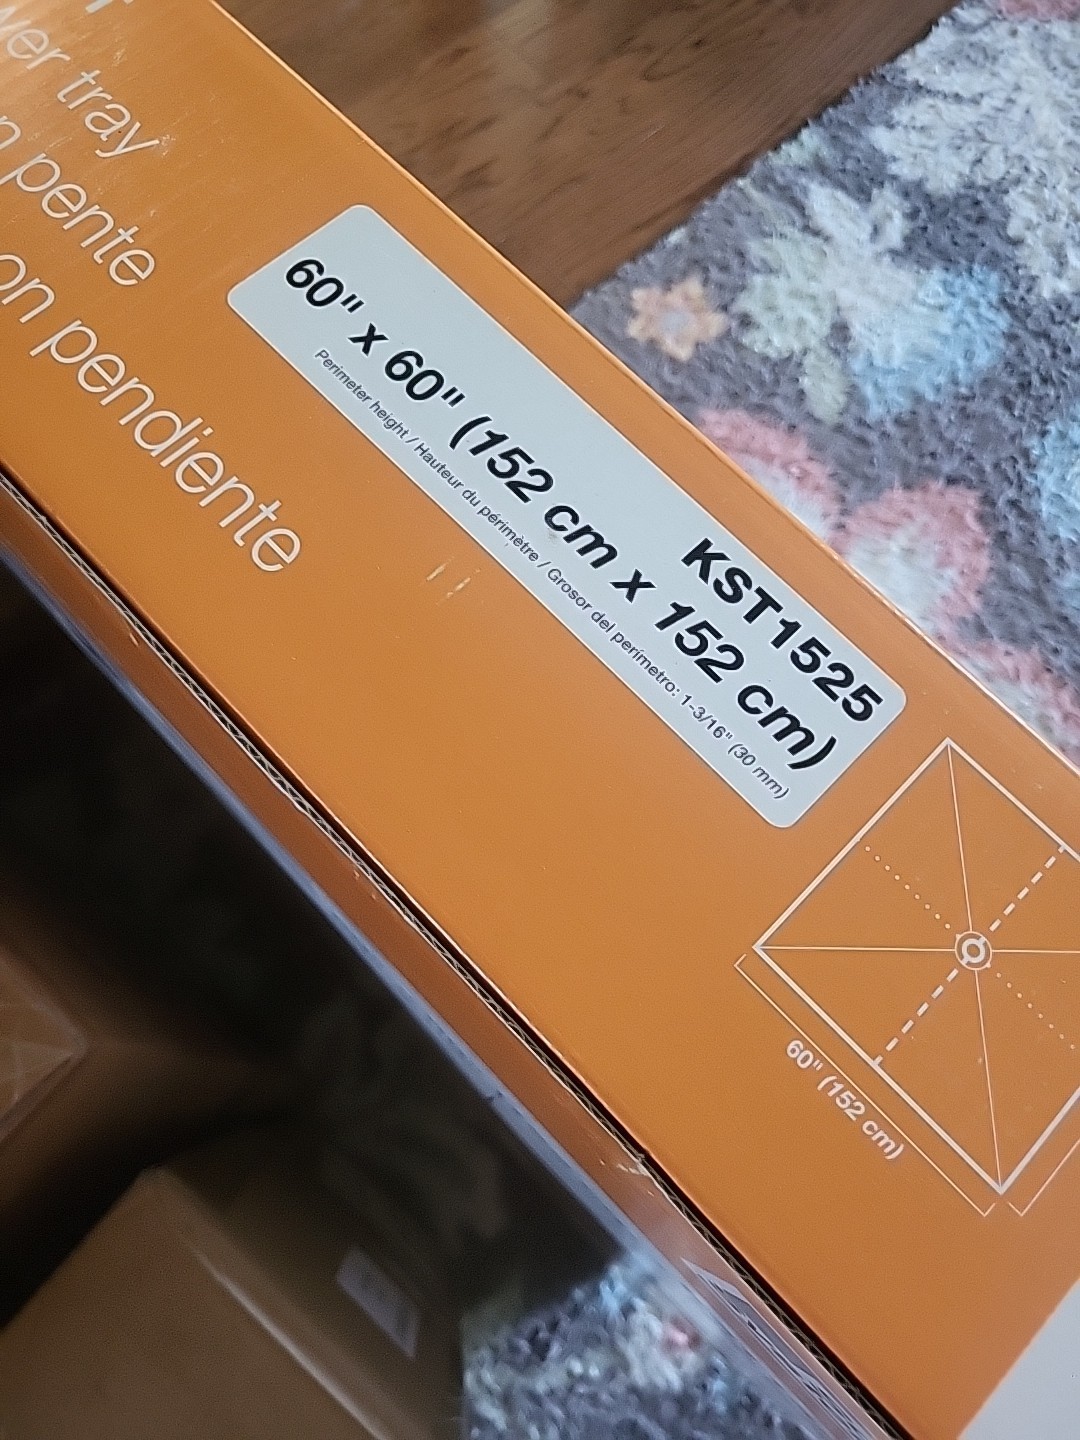 tray
pente
on pendiente
KST1525
60" x 60" (152 cm x 152 cm)
Perimeter height / Hauteur du périmètre / Grosor del perímetro: 1-3/16" (30 mm)
60" (152 cm)